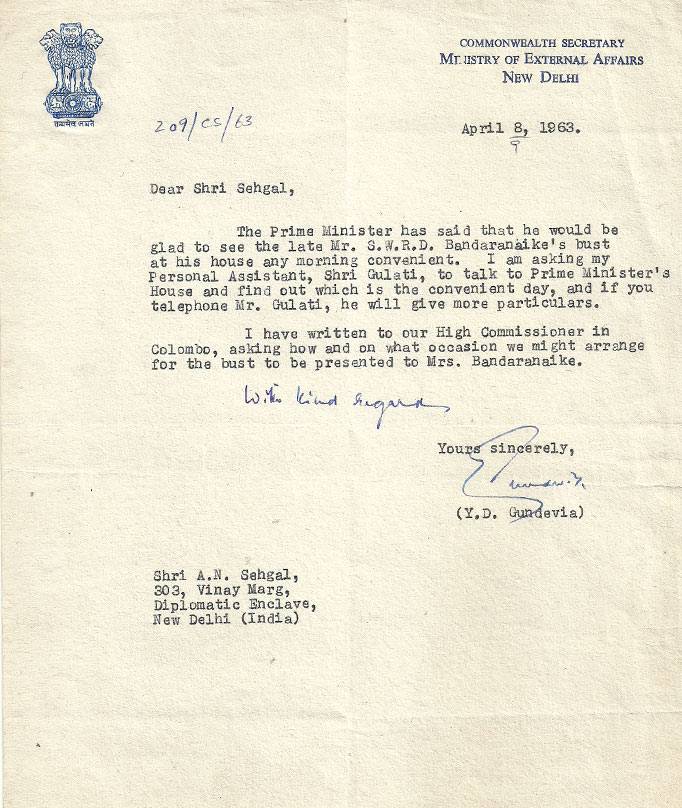 COMMONWEALTH SECRETARY
MINISTRY OF EXTERNAL AFFAIRS
NEW DELHI
सत्यमेव जयते
209/CS/63
April 8, 1963.
9
Dear Shri Sehgal,
The Prime Minister has said that he would be
glad to see the late Mr. S.W.R.D. Bandaranaike's bust
at his house any morning convenient. I am asking my
Personal Assistant, Shri Gulati, to talk to Prime Minister's
House and find out which is the convenient day, and if you
telephone Mr. Gulati, he will give more particulars.
I have written to our High Commissioner in
Colombo, asking how and on what occasion we might arrange
for the bust to be presented to Mrs. Bandaranaike.
With kind regards
Yours sincerely,
(Y.D. Gundevia)
Shri A.N. Sehgal,
303, Vinay Marg,
Diplomatic Enclave,
New Delhi (India)